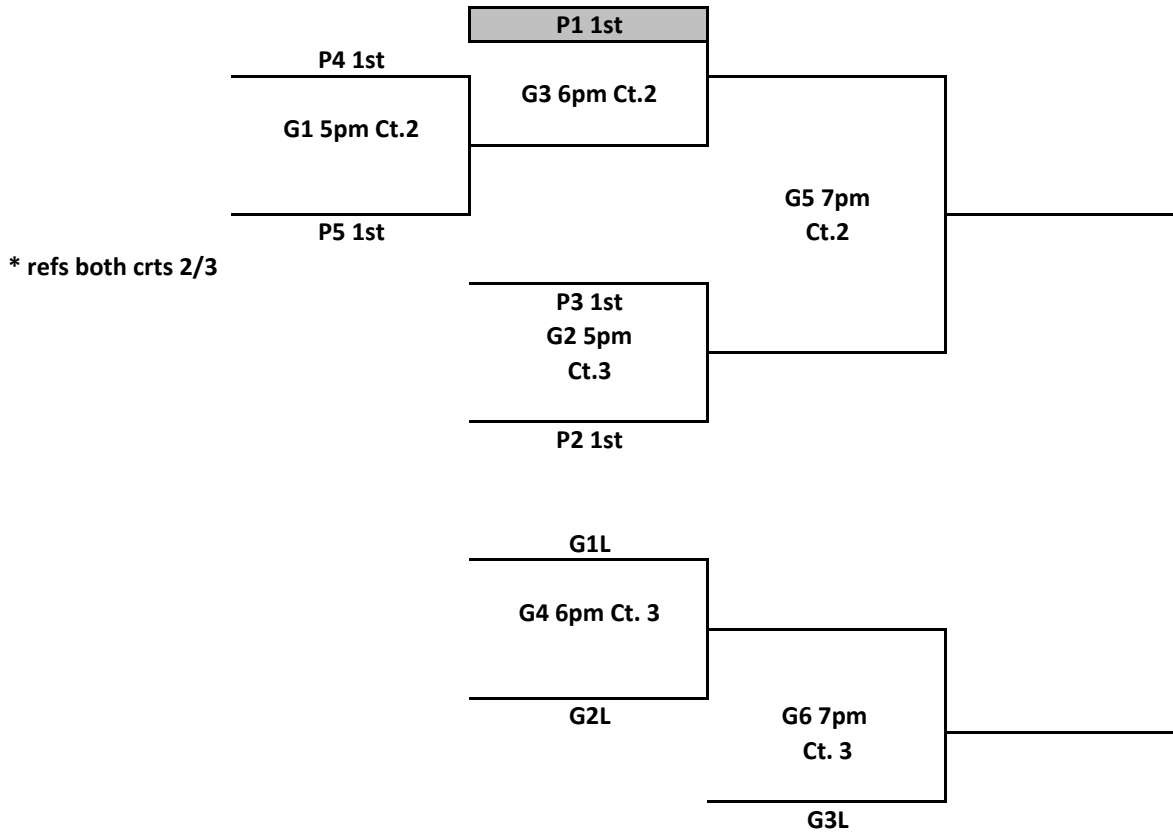 P1 1st
P4 1st
G3 6pm Ct.2
G1 5pm Ct.2
G5 7pm
Ct.2
P5 1st
* refs both crts 2/3
P3 1st
G2 5pm
Ct.3
P2 1st
G1L
G4 6pm Ct. 3
G2L
G6 7pm
Ct. 3
G3L